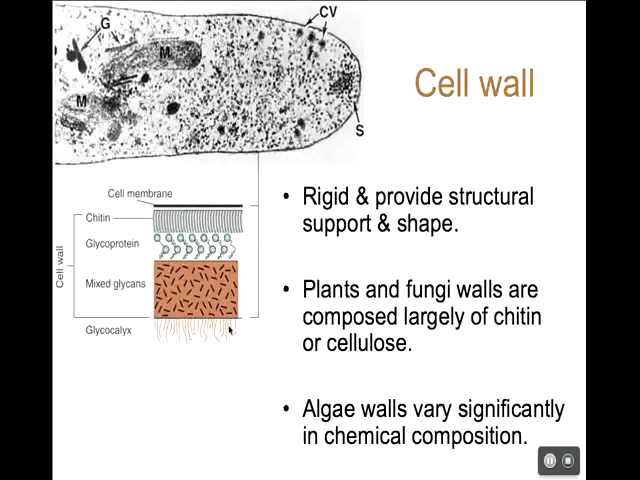 G
CV
M
M
S
Cell wall
Cell membrane
Chitin
Glycoprotein
Cell wall
Mixed glycans
Glycocalyx
• Rigid & provide structural
support & shape.
• Plants and fungi walls are
composed largely of chitin
or cellulose.
• Algae walls vary significantly
in chemical composition.